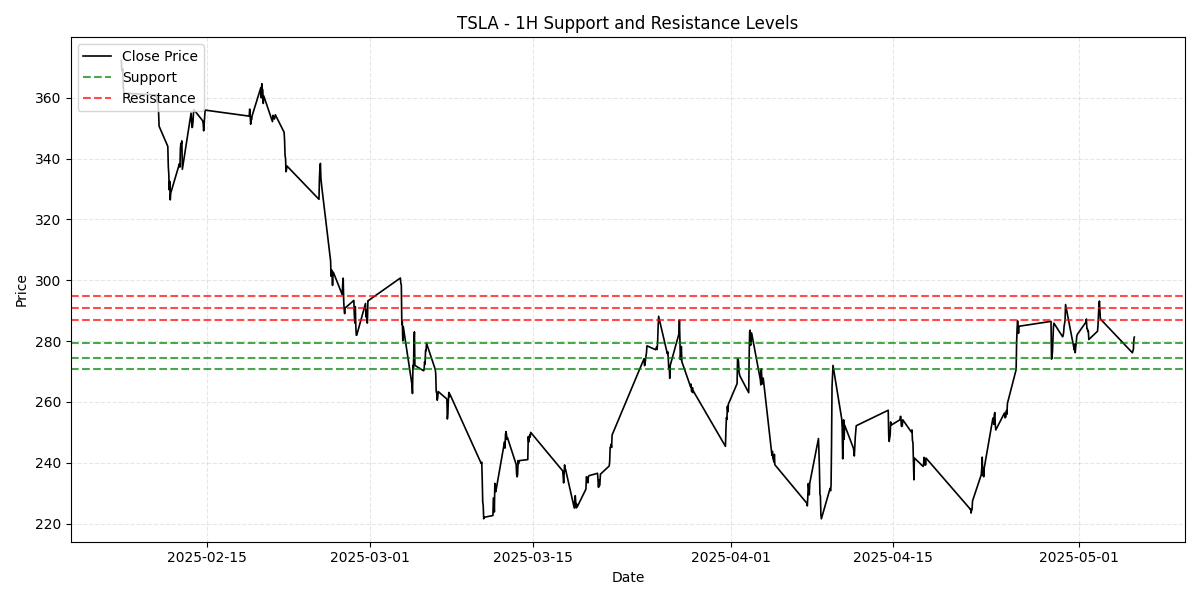 TSLA - 1H Support and Resistance Levels
Close Price
Support
Resistance
Price
360
340
320
300
280
260
240
220
2025-02-15
2025-03-01
2025-03-15
2025-04-01
2025-04-15
2025-05-01
Date